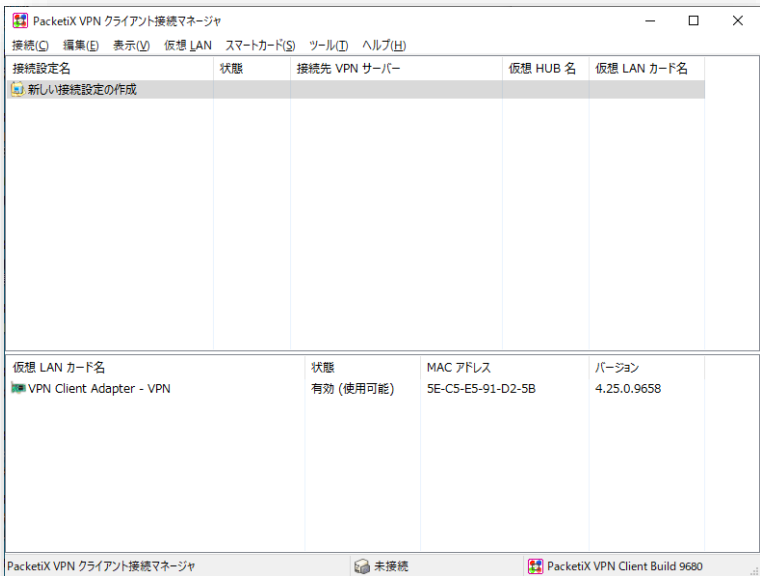 PacketiX VPN クライアント接続マネージャ
接続(C) 編集(E) 表示(V) 仮想 LAN スマートカード(S) ツール(T) ヘルプ(H)
接続設定名 状態 接続先 VPN サーバー 仮想 HUB 名 仮想 LAN カード名
新しい接続設定の作成
仮想 LAN カード名 状態 MAC アドレス バージョン
VPN Client Adapter - VPN 有効 (使用可能) 5E-C5-E5-91-D2-5B 4.25.0.9658
PacketiX VPN クライアント接続マネージャ 未接続 PacketiX VPN Client Build 9680